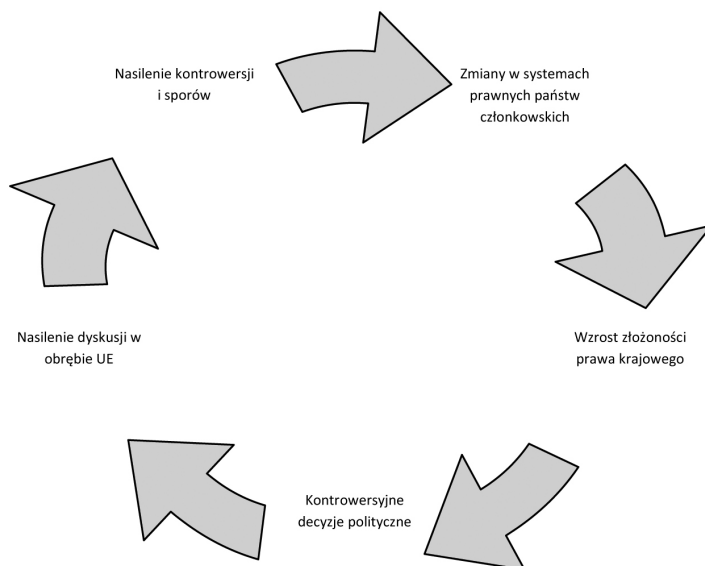 Nasilenie kontrowersji
i sporów
Zmiany w systemach
prawnych państw
członkowskich
Wzrost złożoności
prawa krajowego
Kontrowersyjne
decyzje polityczne
Nasilenie dyskusji w
obrębie UE